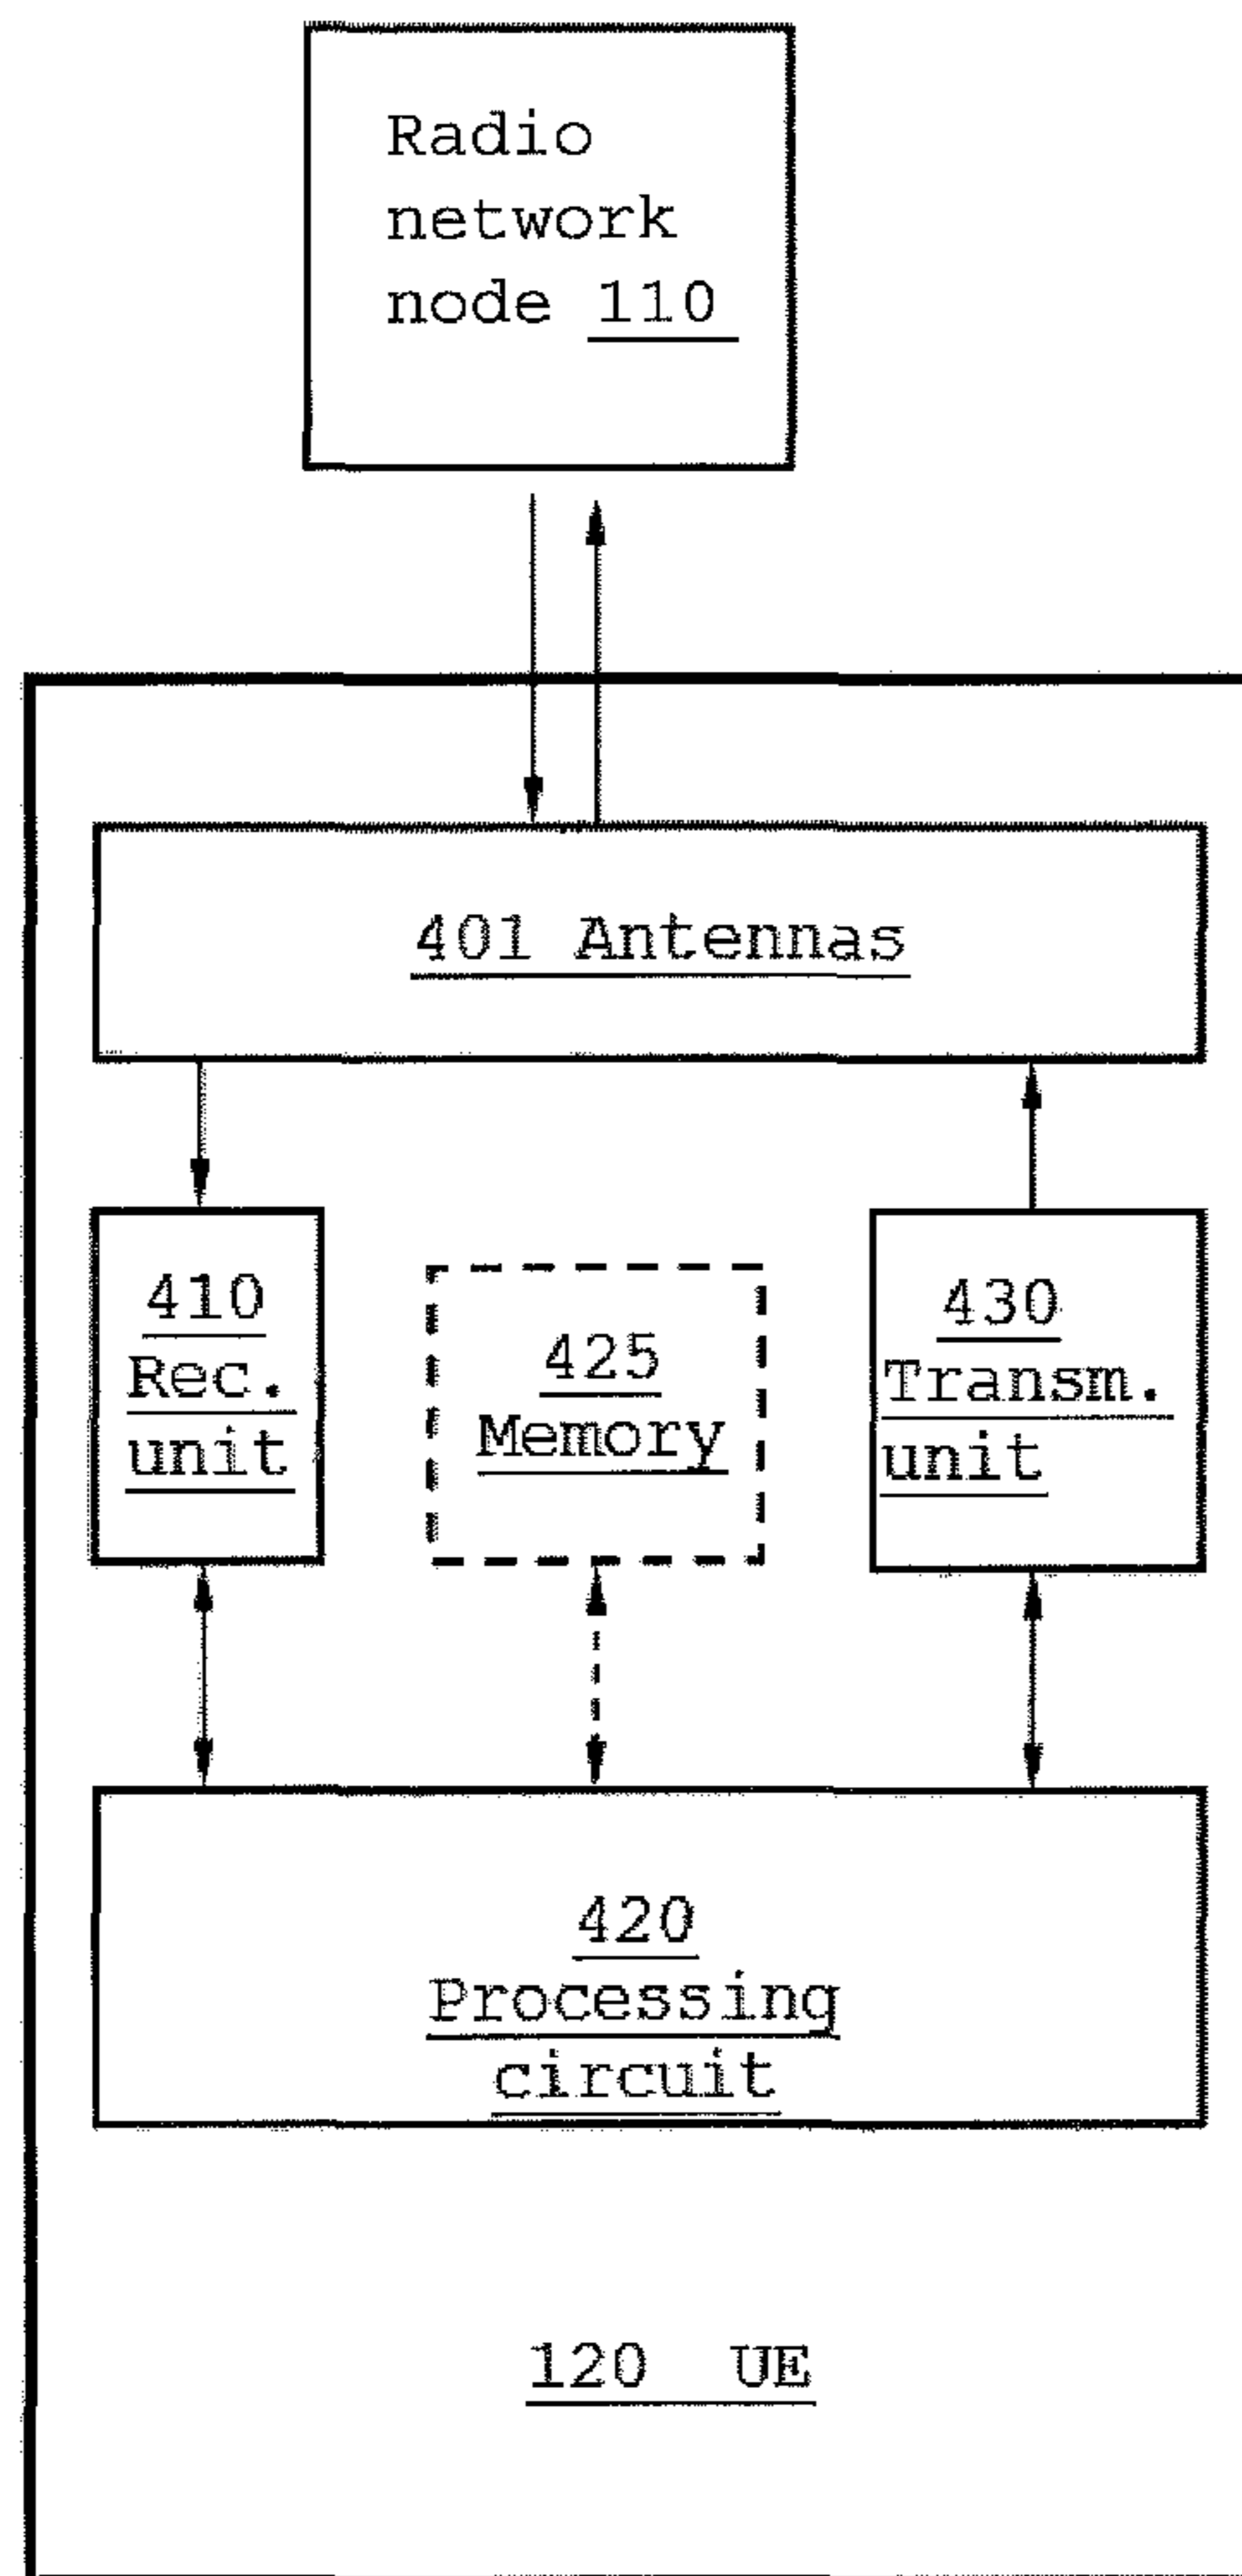 Radio
network
node 110
401 Antennas
410
Rec.
unit
425
Memory
430
Transm.
unit
420
Processing
circuit
120 UE